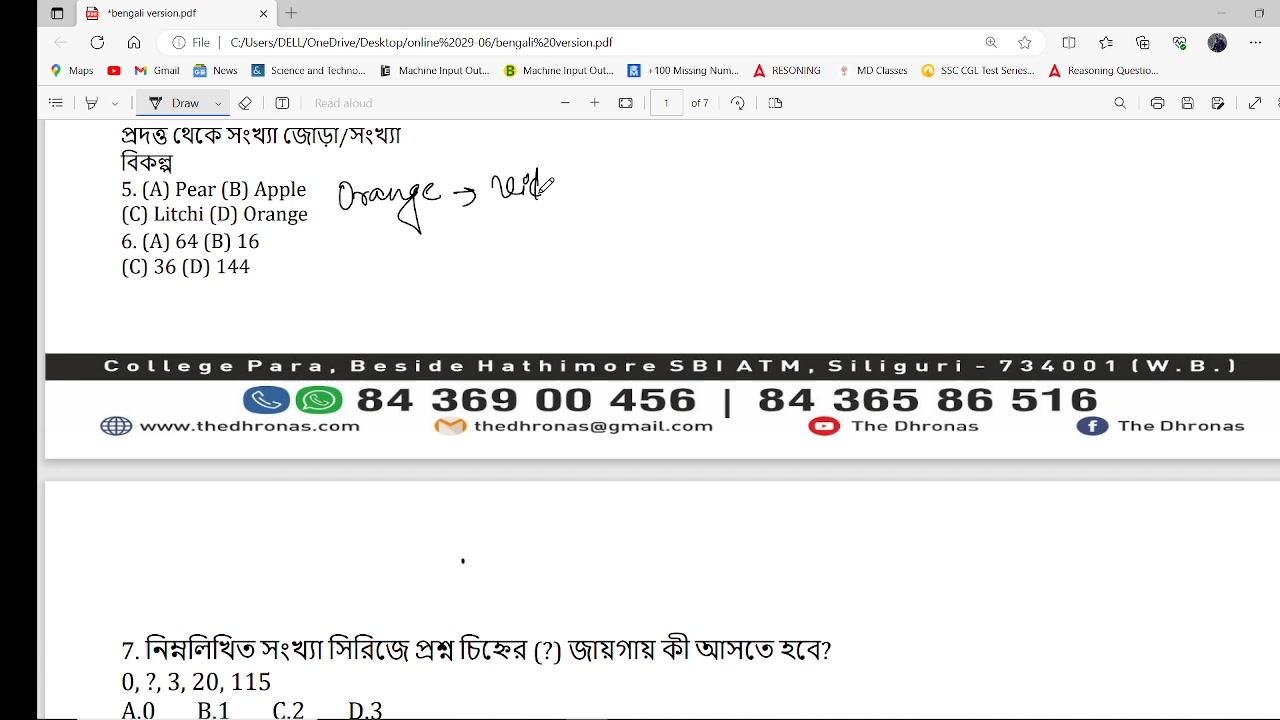 *bengali version.pdf
File | C:/Users/DELL/OneDrive/Desktop/online%2029-06/bengali%20version.pdf
Maps Gmail News Science and Techno... Machine Input Out... Machine Input Out... +100 Missing Num... RESONING MD Classes SSC CGL Test Series... Reasoning Questio...
Draw Read aloud 1 of 7
প্রদত্ত থেকে সংখ্যা জোড়া/সংখ্যা
বিকল্প
5. (A) Pear (B) Apple
Orange →
(C) Litchi (D) Orange
6. (A) 64 (B) 16
(C) 36 (D) 144
College Para, Beside Hathimore SBI ATM, Siliguri - 734001 (W.B.)
84 369 00 456 | 84 365 86 516
www.thedhronas.com thedhronas@gmail.com The Dhronas The Dhronas
7. নিম্নলিখিত সংখ্যা সিরিজে প্রশ্ন চিহ্নের (?) জায়গায় কী আসতে হবে?
0, ?, 3, 20, 115
A.0 B.1 C.2 D.3